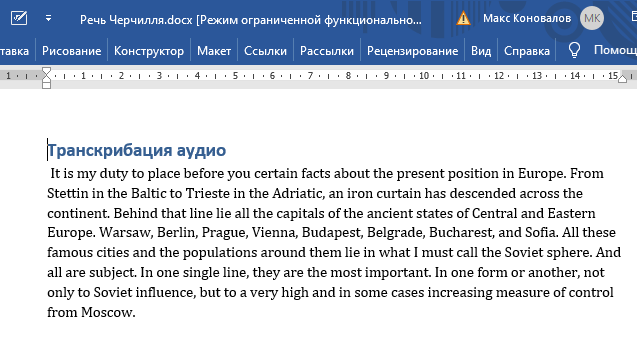 Речь Черчилля.docx [Режим ограниченной функционально... Макс Коновалов МК
тавка Рисование Конструктор Макет Ссылки Рассылки Рецензирование Вид Справка Помощ
1 1 2 3 4 5 6 7 8 9 10 11 12 13 14 15
Транскрибация аудио
It is my duty to place before you certain facts about the present position in Europe. From
Stettin in the Baltic to Trieste in the Adriatic, an iron curtain has descended across the
continent. Behind that line lie all the capitals of the ancient states of Central and Eastern
Europe. Warsaw, Berlin, Prague, Vienna, Budapest, Belgrade, Bucharest, and Sofia. All these
famous cities and the populations around them lie in what I must call the Soviet sphere. And
all are subject. In one single line, they are the most important. In one form or another, not
only to Soviet influence, but to a very high and in some cases increasing measure of control
from Moscow.